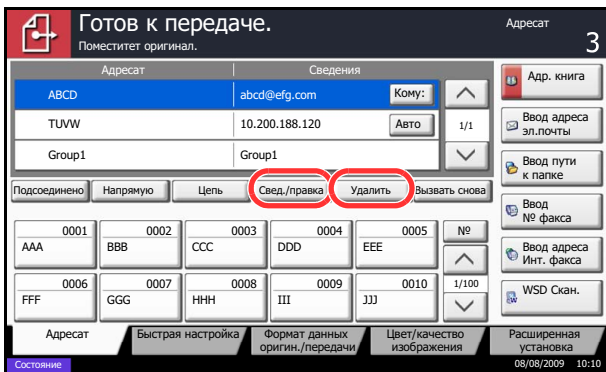 Готов к передаче.
Поместитет оригинал.
Адресат
3
Адресат Сведения
ABCD abcd@efg.com Кому:
TUVW 10.200.188.120 Авто 1/1
Group1 Group1
Подсоединено Напрямую Цепь Свед./правка Удалить Вызвать снова
0001 0002 0003 0004 0005 №
AAA BBB CCC DDD EEE
0006 0007 0008 0009 0010 1/100
FFF GGG HHH III JJJ
Адр. книга
Ввод адреса
эл.почты
Ввод пути
к папке
Ввод
№ факса
Ввод адреса
Инт. факса
WSD Скан.
Адресат
Быстрая настройка
Формат данных
оригин./передачи
Цвет/качество
изображения
Расширенная
установка
Состояние 08/08/2009 10:10